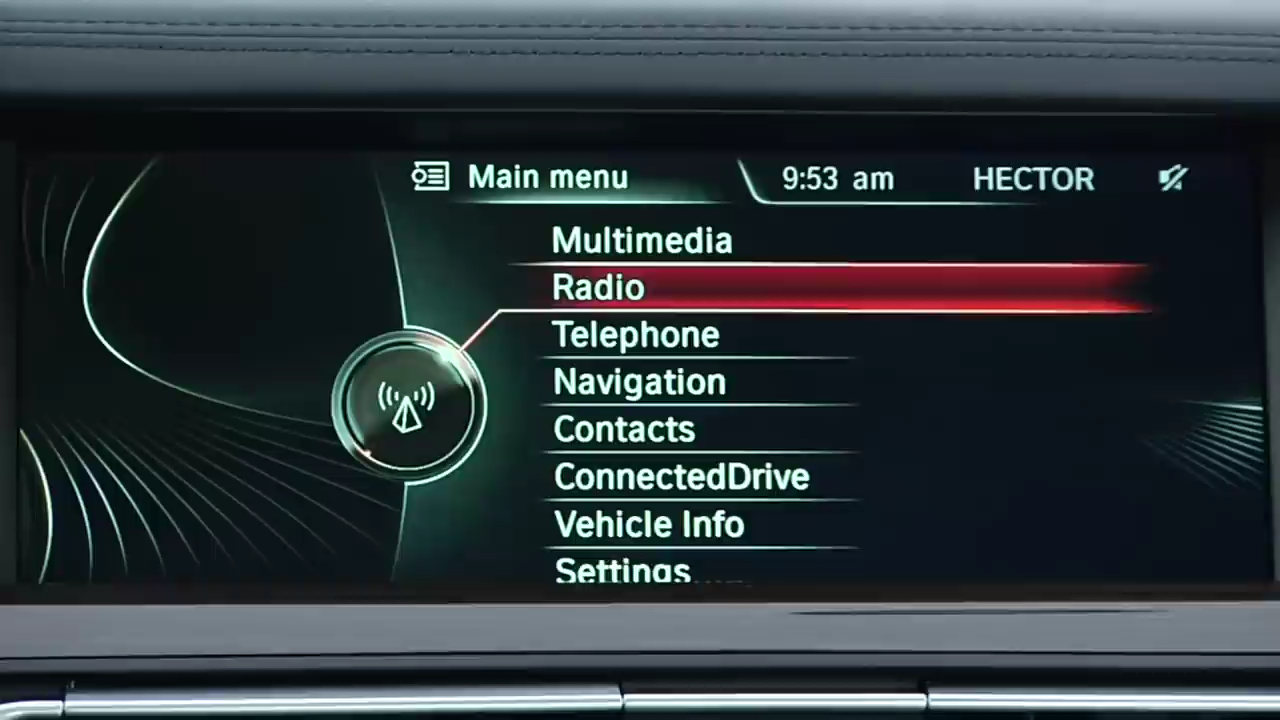 Main menu 9:53 am HECTOR
Multimedia
Radio
Telephone
Navigation
Contacts
ConnectedDrive
Vehicle Info
Settings